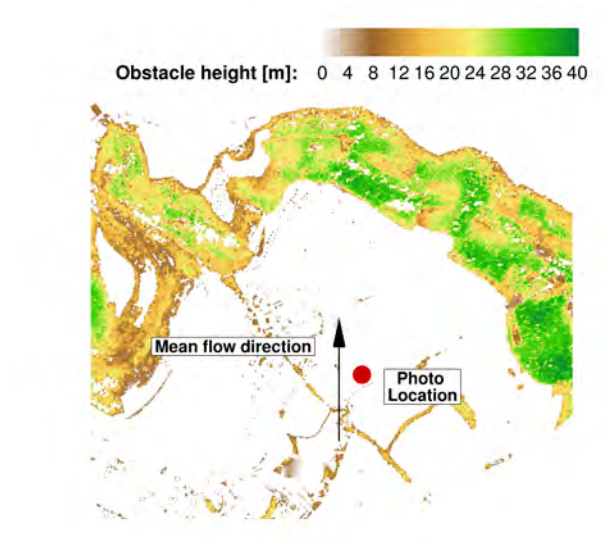 Obstacle height [m]: 0 4 8 12 16 20 24 28 32 36 40
Mean flow direction
Photo
Location